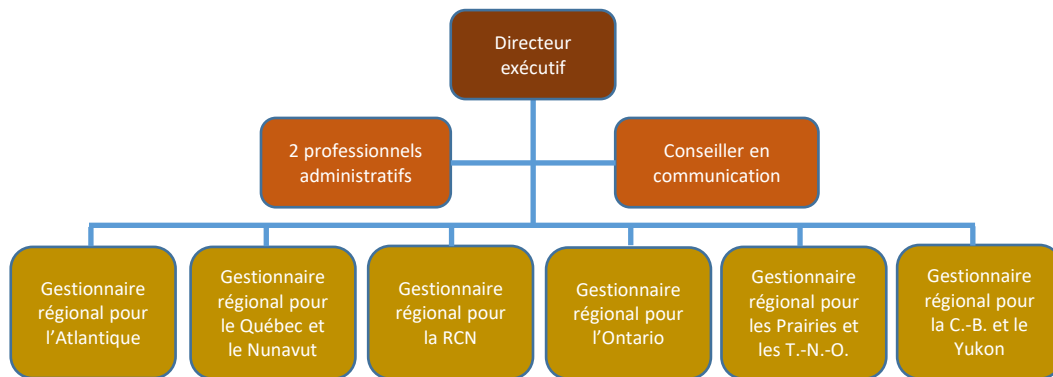 Directeur
exécutif
2 professionnels
administratifs
Conseiller en
communication
Gestionnaire
régional pour
l’Atlantique
Gestionnaire
régional pour
le Québec et
le Nunavut
Gestionnaire
régional pour
la RCN
Gestionnaire
régional pour
l’Ontario
Gestionnaire
régional pour
les Prairies et
les T.-N.-O.
Gestionnaire
régional pour
la C.-B. et le
Yukon